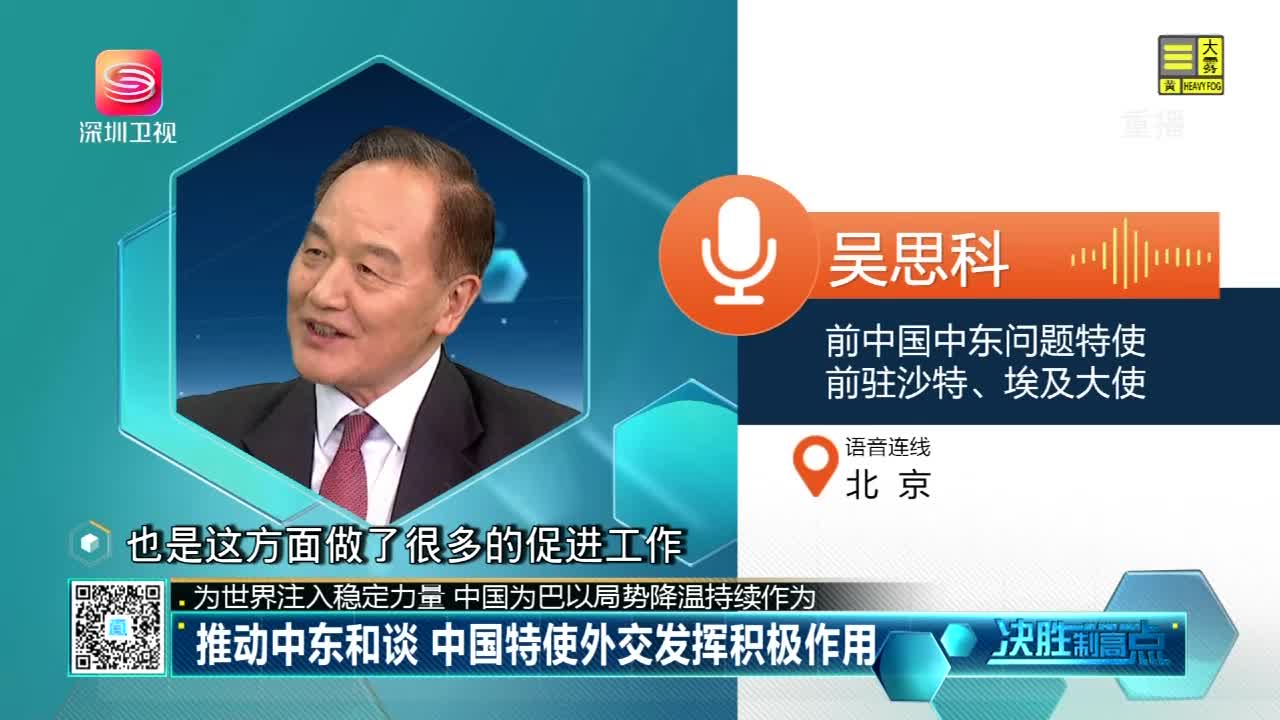 深圳卫视
大雾
黄 HEAVY FOG
重播
吴思科
前中国中东问题特使
前驻沙特、埃及大使
语音连线
北 京
也是这方面做了很多的促进工作
为世界注入稳定力量 中国为巴以局势降温持续作为
推动中东和谈 中国特使外交发挥积极作用
决胜制高点
直